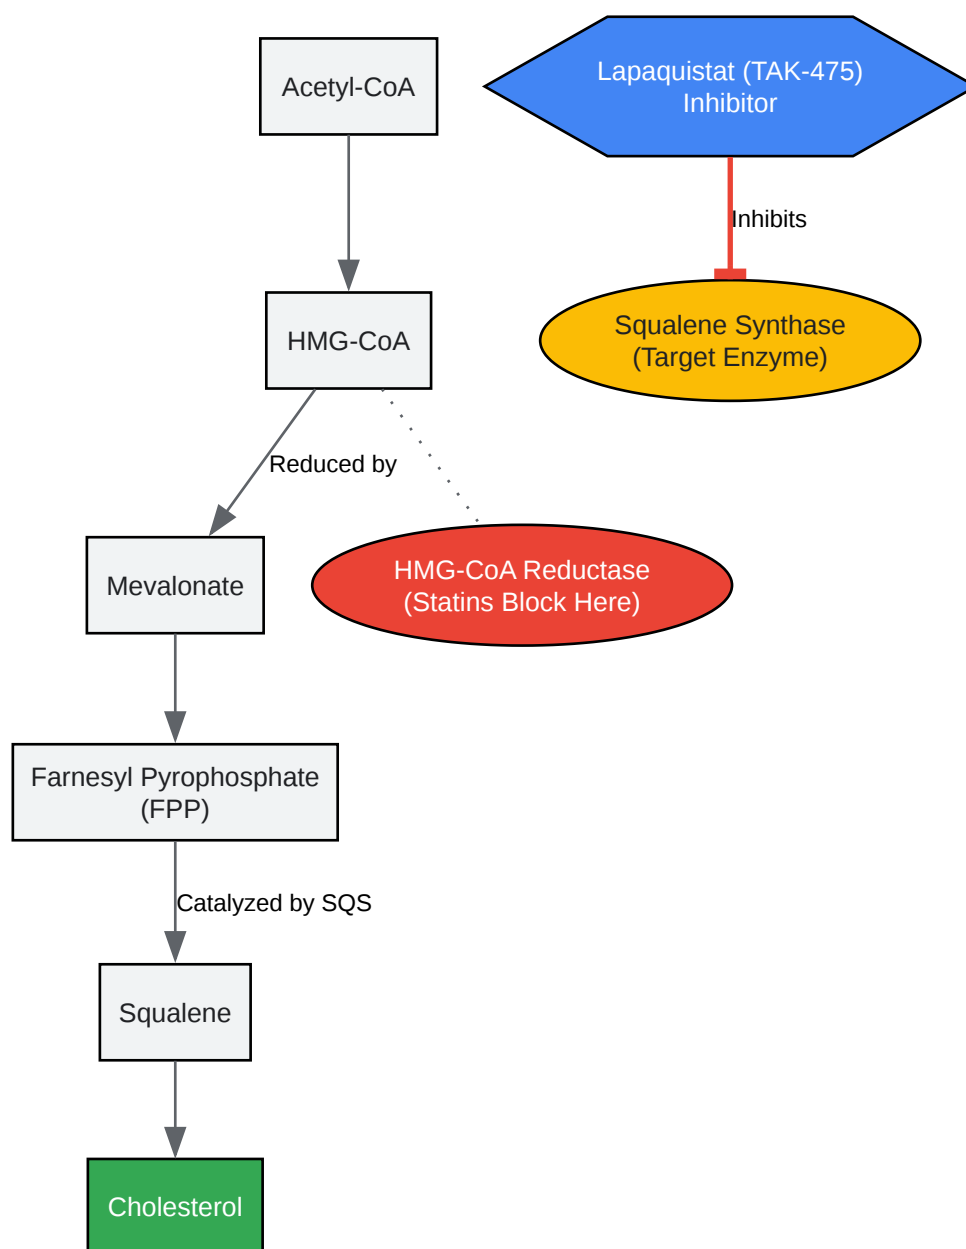 Acetyl-CoA
Lapaquistat (TAK-475)
Inhibitor
Inhibits
HMG-CoA
Squalene Synthase
(Target Enzyme)
Reduced by
Mevalonate
HMG-CoA Reductase
(Statins Block Here)
Farnesyl Pyrophosphate
(FPP)
Catalyzed by SQS
Squalene
Cholesterol